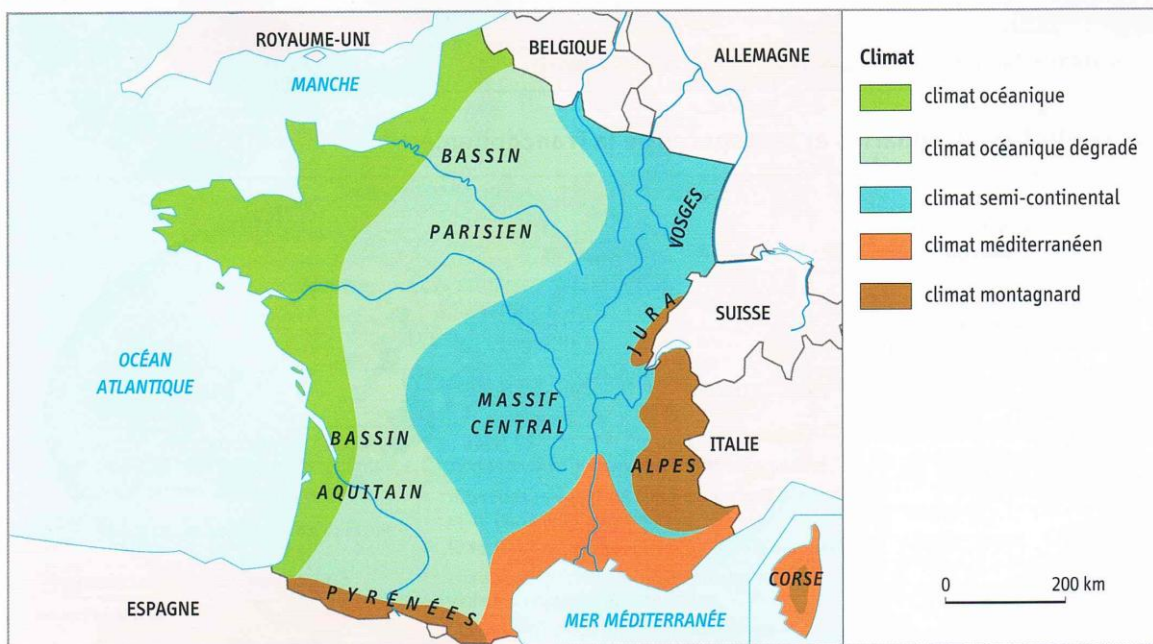 ROYAUME-UNI
MANCHE
BELGIQUE
ALLEMAGNE
BASSIN
PARISIEN
VOSGES
JURA
SUISSE
OCÉAN
ATLANTIQUE
MASSIF
CENTRAL
BASSIN
AQUITAIN
ALPES
ITALIE
PYRÉNÉES
ESPAGNE
MER MÉDITERRANÉE
CORSE
Climat
climat océanique
climat océanique dégradé
climat semi-continental
climat méditerranéen
climat montagnard
0 200 km